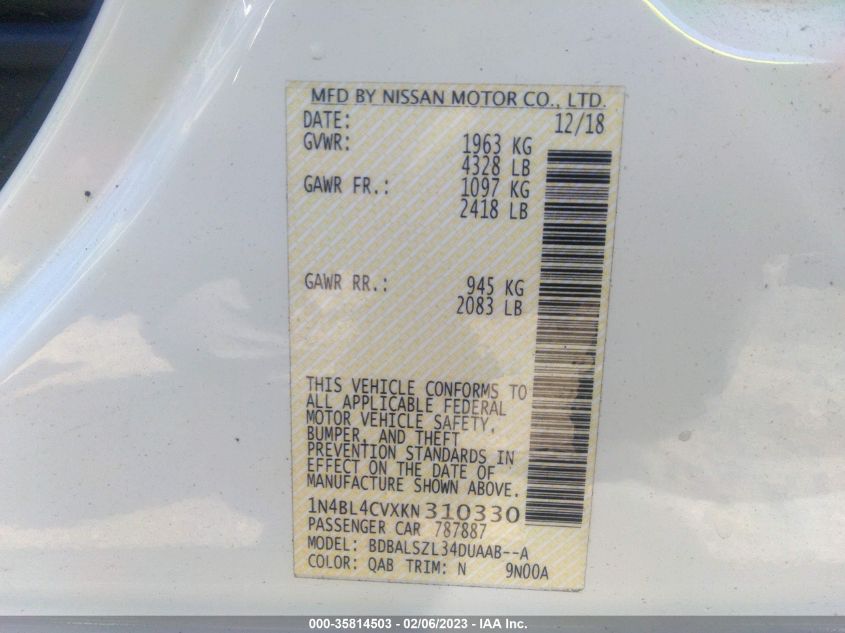 MFD BY NISSAN MOTOR CO., LTD.
DATE: 12/18
GVWR: 1963 KG
4328 LB
GAWR FR.: 1097 KG
2418 LB
GAWR RR.: 945 KG
2083 LB
THIS VEHICLE CONFORMS TO
ALL APPLICABLE FEDERAL
MOTOR VEHICLE SAFETY,
BUMPER, AND THEFT
PREVENTION STANDARDS IN
EFFECT ON THE DATE OF
MANUFACTURE SHOWN ABOVE.
1N4BL4CVXKN310330
PASSENGER CAR 787887
MODEL: BDBALSZL34DUAAB--A
COLOR: QAB TRIM: N 9N00A
000-35814503 - 02/06/2023 - IAA Inc.